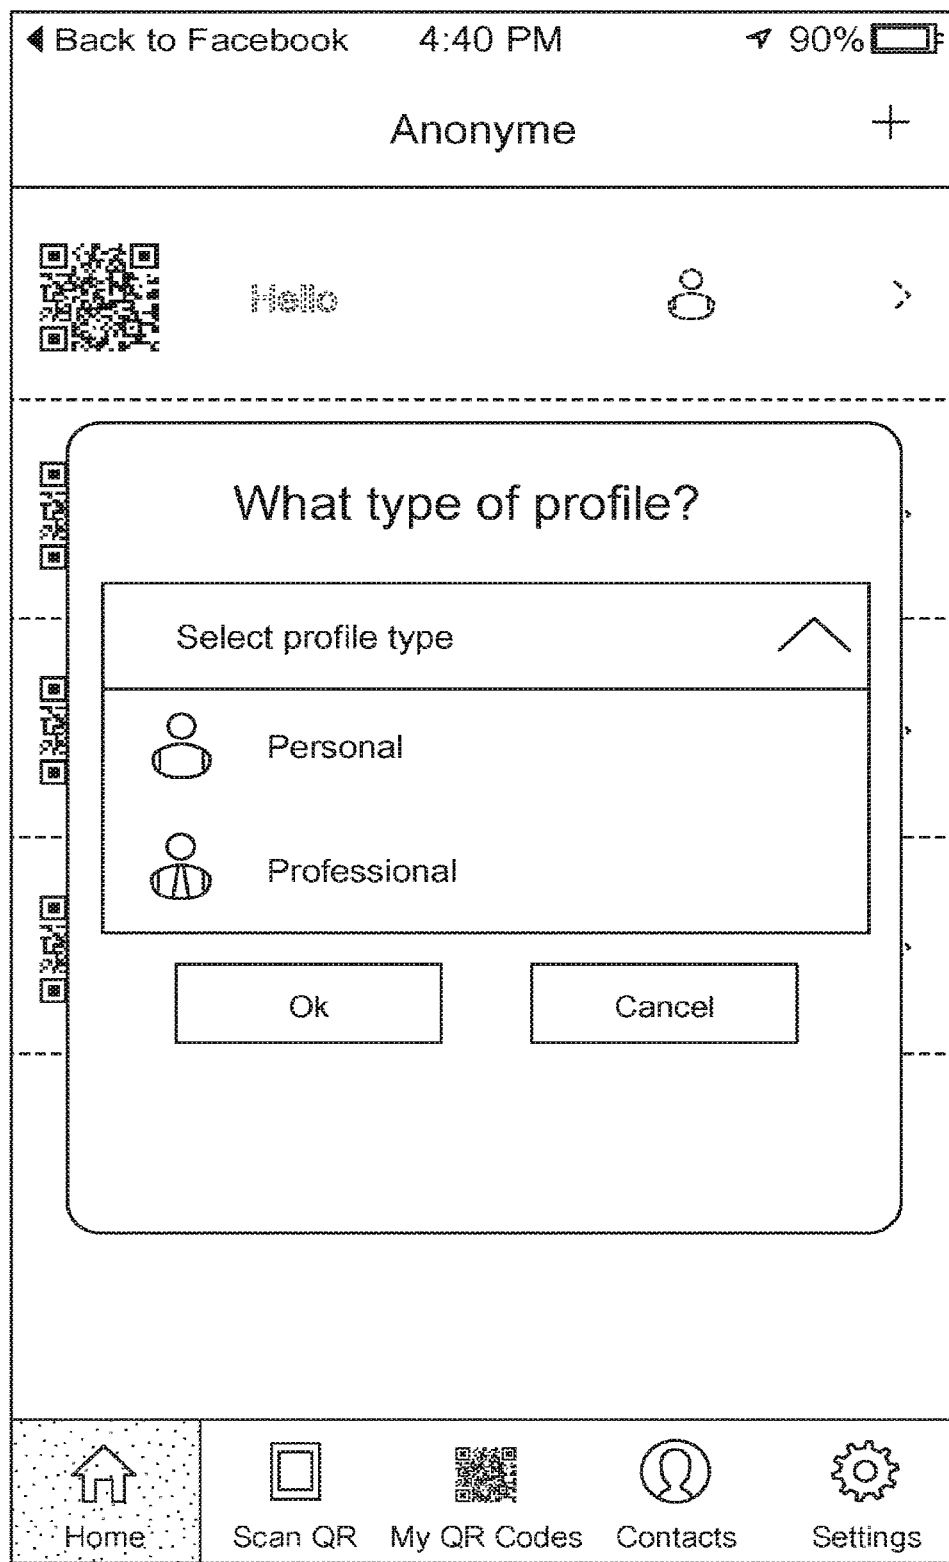 Back to Facebook 4:40 PM 90%
Anonyme +
Hello
What type of profile?
Select profile type
Personal
Professional
Ok Cancel
Home Scan QR My QR Codes Contacts Settings